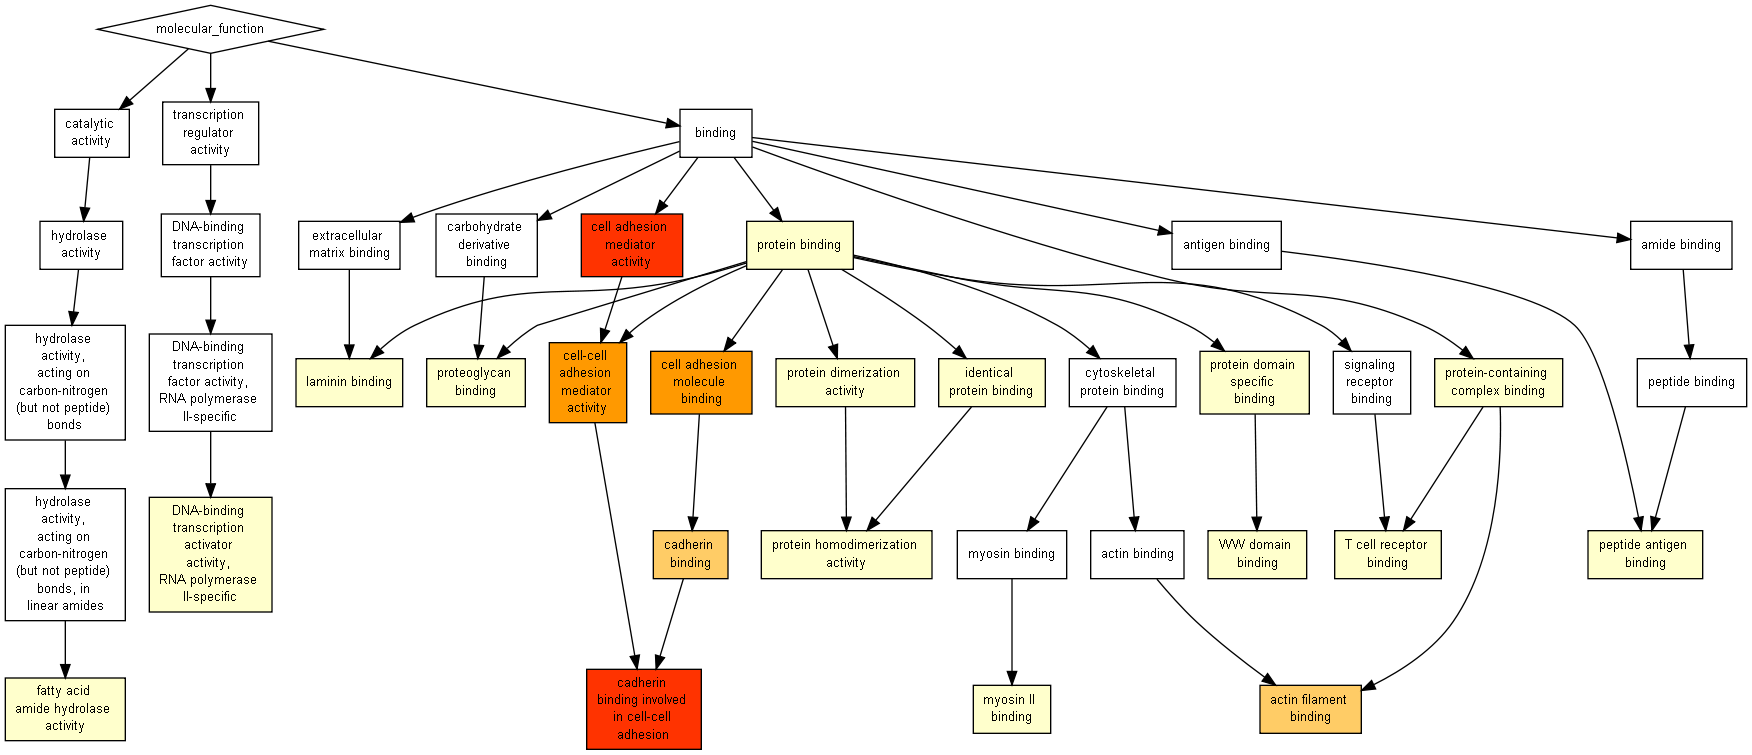 molecular_function
catalytic
activity
transcription
regulator
activity
binding
hydrolase
activity
DNA-binding
transcription
factor activity
extracellular
matrix binding
carbohydrate
derivative
binding
cell adhesion
mediator
activity
protein binding
antigen binding
amide binding
hydrolase
activity,
acting on
carbon-nitrogen
(but not peptide)
bonds
DNA-binding
transcription
factor activity,
RNA polymerase
II-specific
laminin binding
proteoglycan
binding
cell-cell
adhesion
mediator
activity
cell adhesion
molecule
binding
protein dimerization
activity
identical
protein binding
cytoskeletal
protein binding
protein domain
specific
binding
signaling
receptor
binding
protein-containing
complex binding
peptide binding
hydrolase
activity,
acting on
carbon-nitrogen
(but not peptide)
bonds, in
linear amides
DNA-binding
transcription
activator
activity,
RNA polymerase
II-specific
cadherin
binding
protein homodimerization
activity
myosin binding
actin binding
WW domain
binding
T cell receptor
binding
peptide antigen
binding
fatty acid
amide hydrolase
activity
cadherin
binding involved
in cell-cell
adhesion
myosin II
binding
actin filament
binding